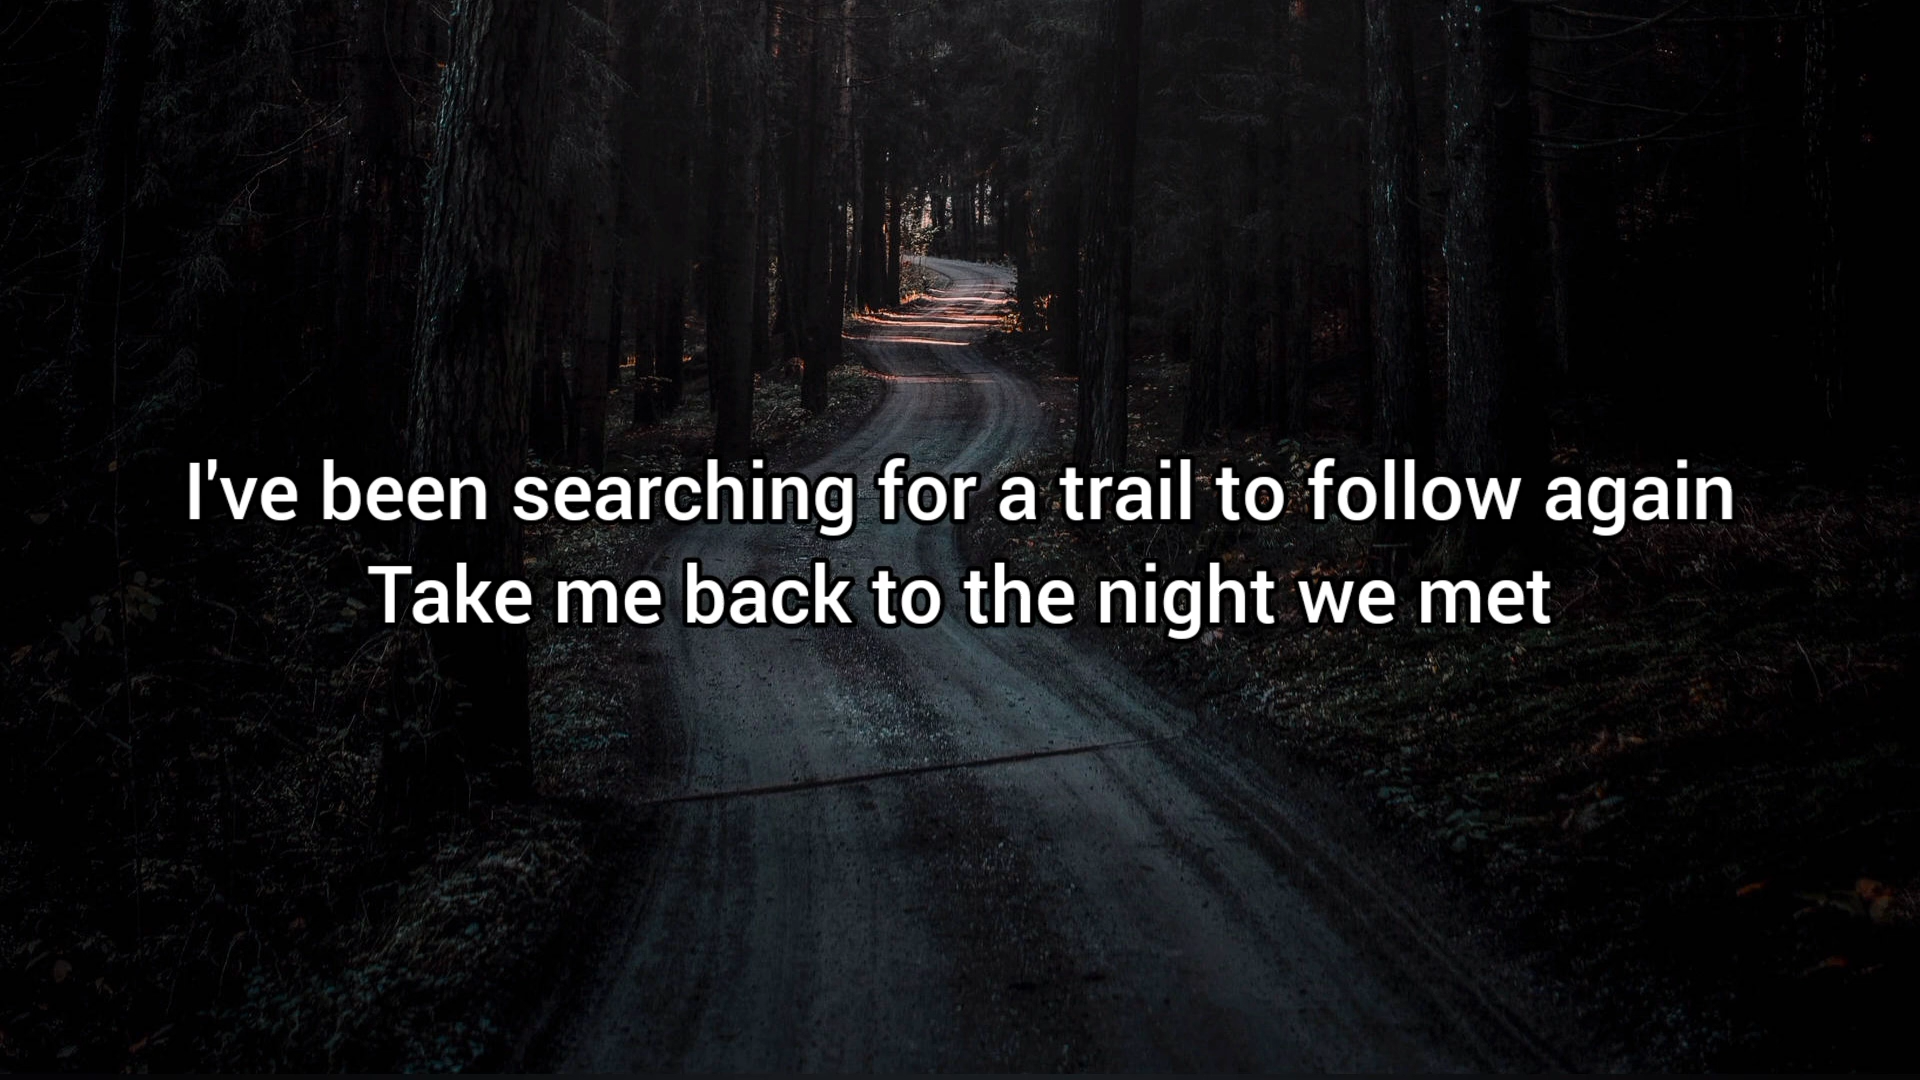 I've been searching for a trail to follow again
Take me back to the night we met